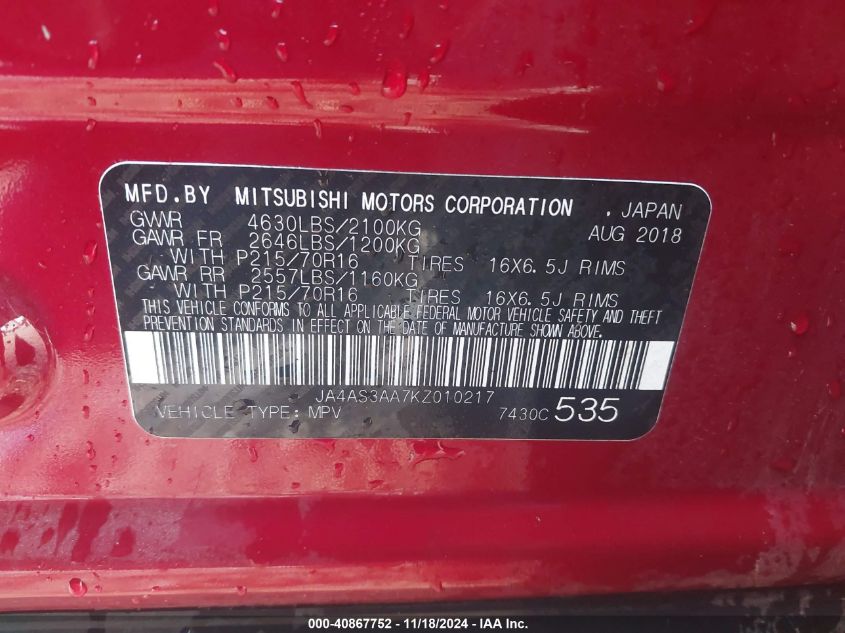 MFD.BY MITSUBISHI MOTORS CORPORATION . JAPAN
GVWR 4630LBS/2100KG AUG 2018
GAWR FR 2646LBS/1200KG
WITH P215/70R16 TIRES 16X6.5J RIMS
GAWR RR 2557LBS/1160KG
WITH P215/70R16 TIRES 16X6.5J RIMS
THIS VEHICLE CONFORMS TO ALL APPLICABLE FEDERAL MOTOR VEHICLE SAFETY AND THEFT
PREVENTION STANDARDS IN EFFECT ON THE DATE OF MANUFACTURE SHOWN ABOVE.
JA4AS3AA7KZ010217
VEHICLE TYPE: MPV 7430C 535
000-40867752 - 11/18/2024 - IAA Inc.